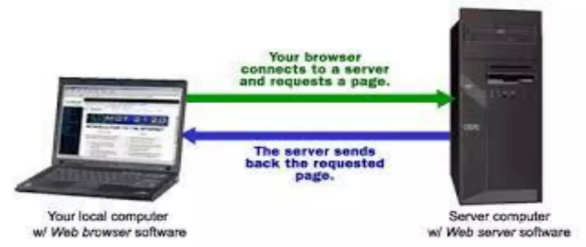 Your browser
connects to a server
and requests a page.
The server sends
back the requested
page.
Your local computer
w/ Web browser software
Server computer
w/ Web server software